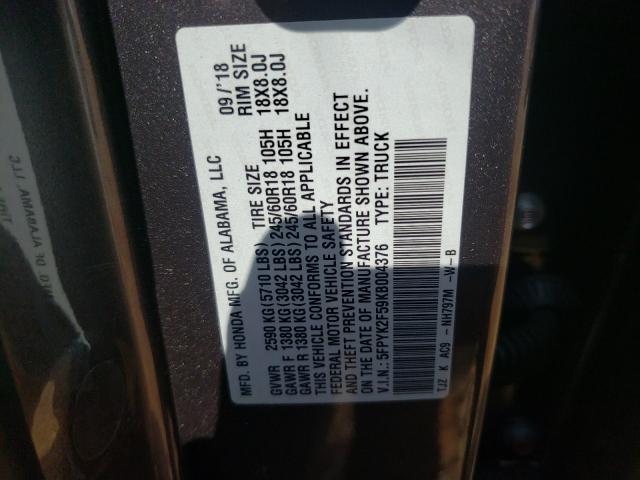 MFG. BY HONDA MFG. OF ALABAMA, LLC 09/'18
TIRE SIZE RIM SIZE
GVWR 2590 KG(5710 LBS)
GAWR F 1380 KG(3042 LBS) 245/60R18 105H 18X8.0J
GAWR R 1380 KG(3042 LBS) 245/60R18 105H 18X8.0J
THIS VEHICLE CONFORMS TO ALL APPLICABLE
FEDERAL MOTOR VEHICLE SAFETY
AND THEFT PREVENTION STANDARDS IN EFFECT
ON THE DATE OF MANUFACTURE SHOWN ABOVE.
V.I.N.: 5FPYK2F59KB004376 TYPE: TRUCK
TJZ K AC9 - NH797M -W-B